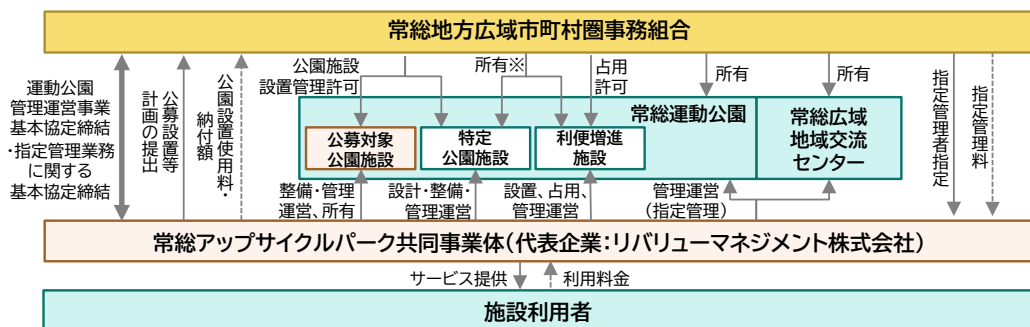 常総地方広域市町村圏事務組合
運動公園
管理運営事業
基本協定締結
・指定管理業務
に関する
基本協定締結
公募設置等
計画の提出
公園設置使用料・
納付額
公園施設
設置管理許可
所有※
占用
許可
所有
所有
指定管理者指定
指定管理料
常総運動公園
公募対象
公園施設
特定
公園施設
利便増進
施設
常総広域
地域交流
センター
整備・管理
運営、所有
設計・整備・
管理運営
設置、占用、
管理運営
管理運営
(指定管理)
常総アップサイクルパーク共同事業体(代表企業:リバリューマネジメント株式会社)
サービス提供
利用料金
施設利用者